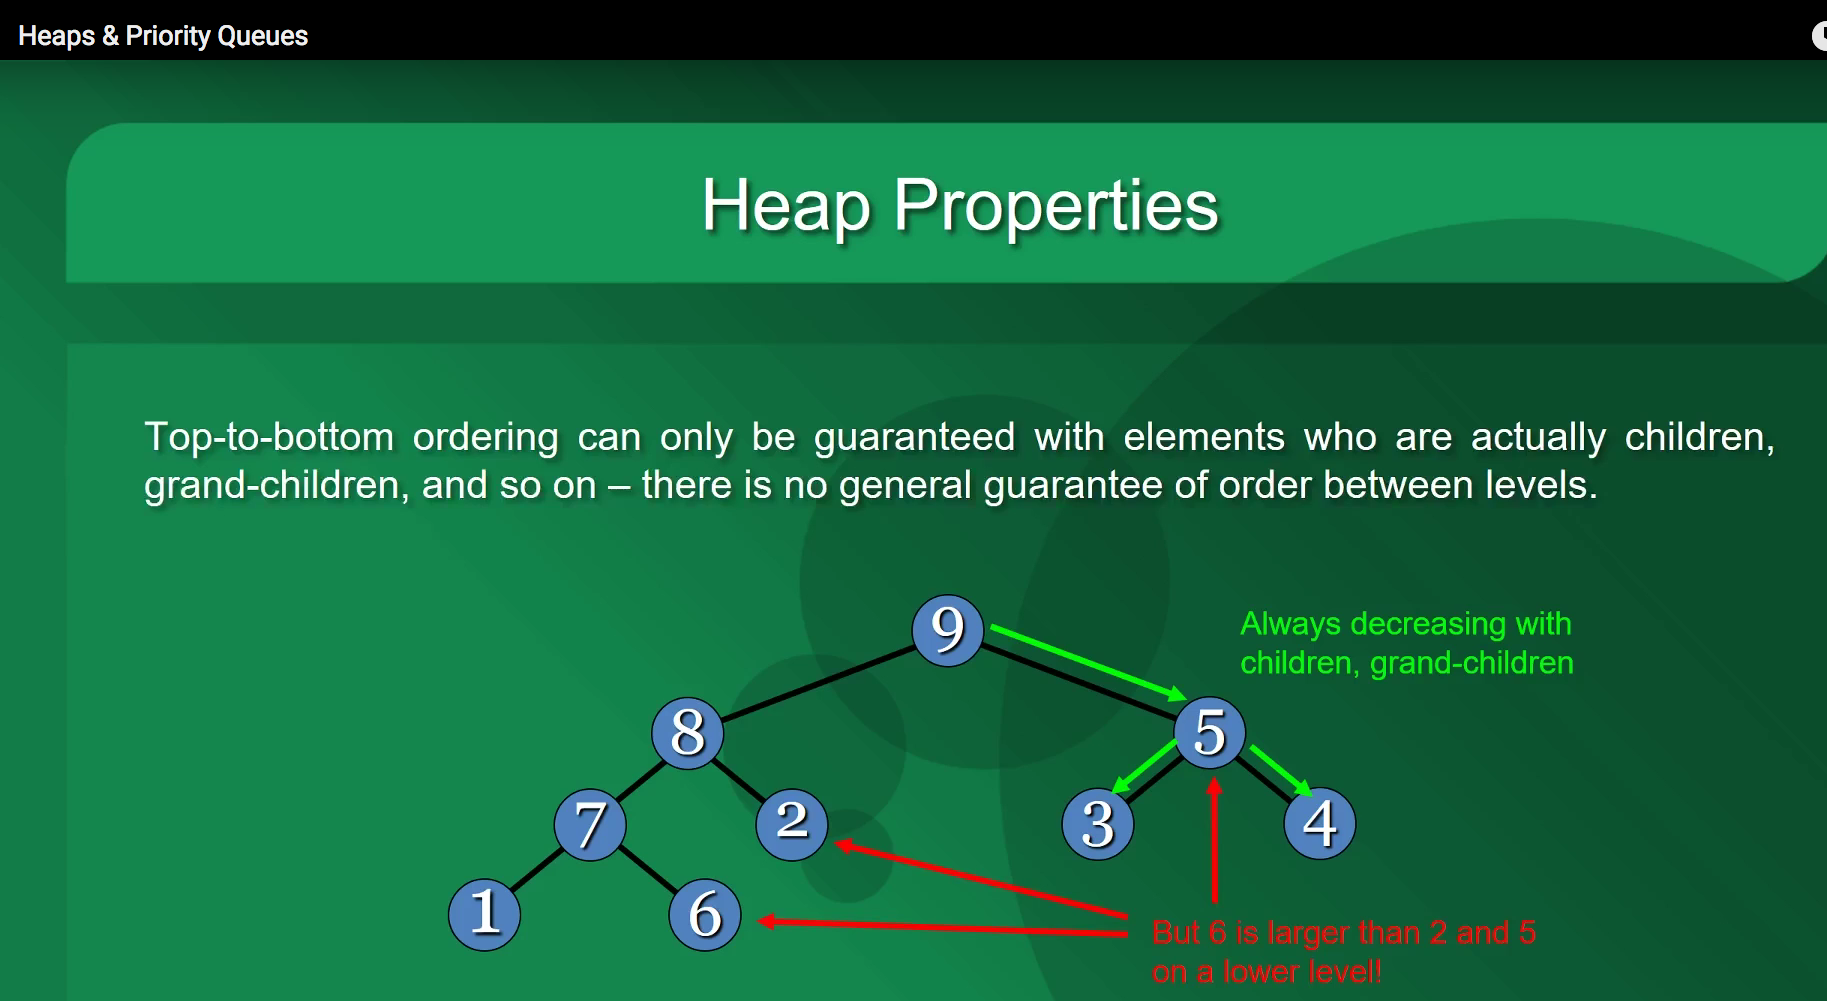 Heaps & Priority Queues
Heap Properties
Top-to-bottom ordering can only be guaranteed with elements who are actually children,
grand-children, and so on – there is no general guarantee of order between levels.
9
Always decreasing with
children, grand-children
8
5
7
2
3
4
1
6
But 6 is larger than 2 and 5
on a lower level!